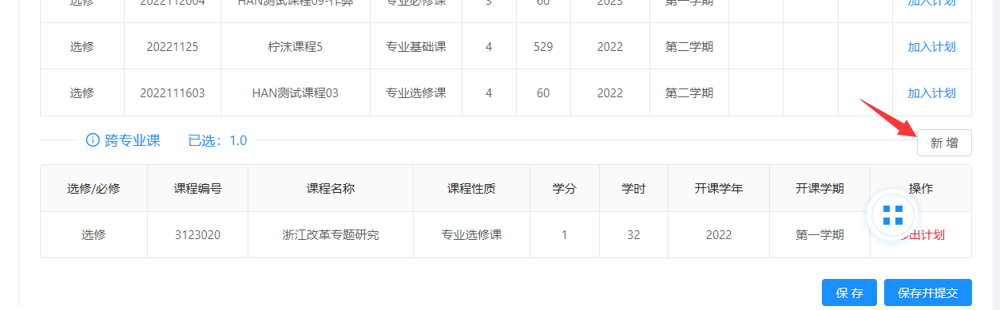 选修 2022112004 HAN测试课程09-作弊 专业必修课 3 60 2023 第一学期 加入计划
选修 20221125 柠沫课程5 专业基础课 4 529 2022 第二学期 加入计划
选修 2022111603 HAN测试课程03 专业选修课 4 60 2022 第二学期 加入计划
跨专业课 已选：1.0 新 增
选修/必修 课程编号 课程名称 课程性质 学分 学时 开课学年 开课学期 操作
选修 3123020 浙江改革专题研究 专业选修课 1 32 2022 第一学期 出计划
保 存 保存并提交